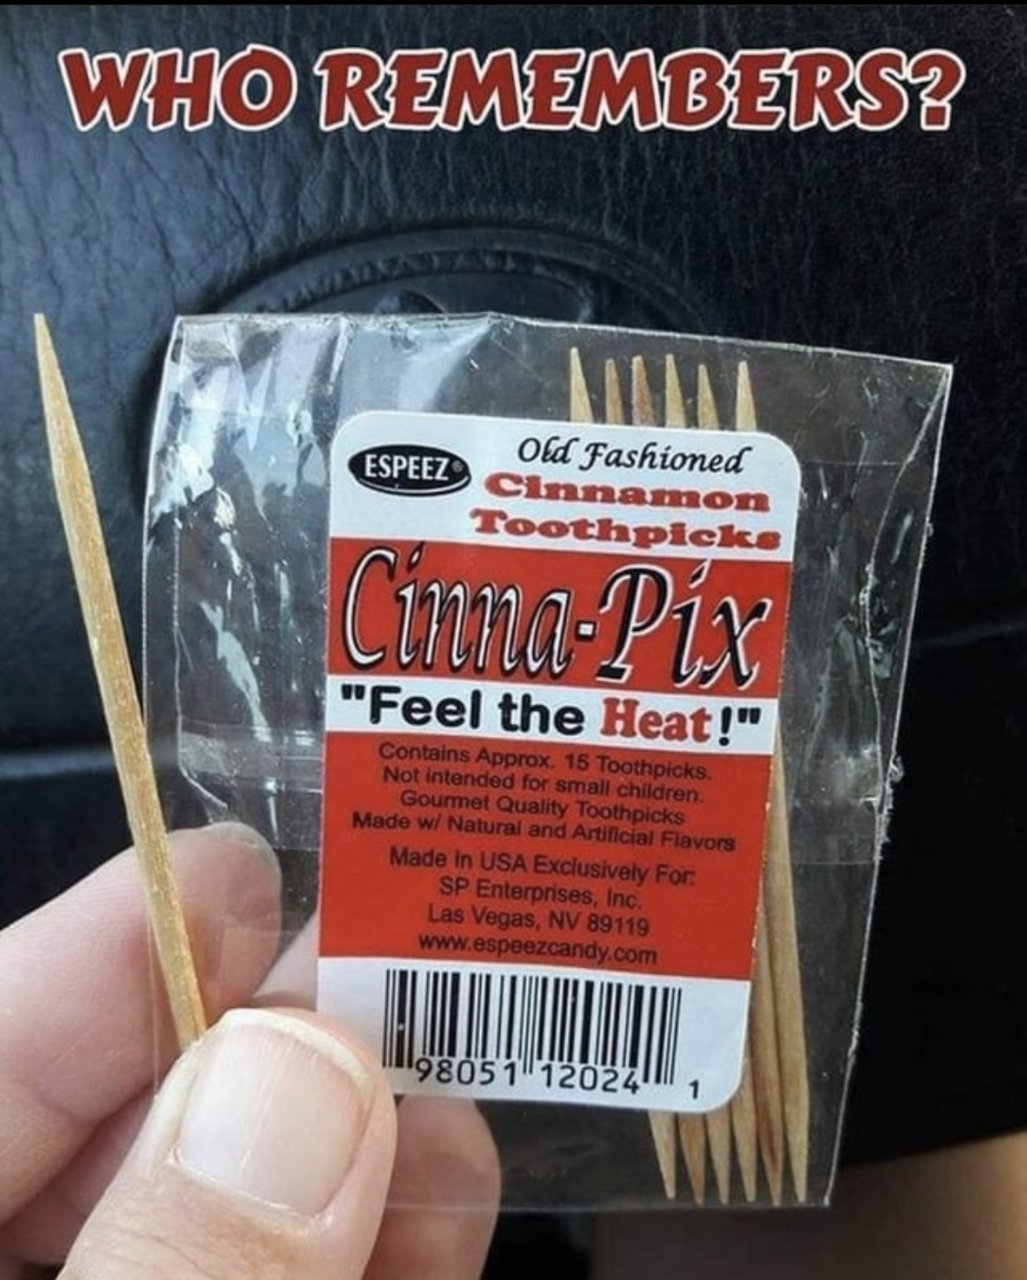 WHO REMEMBERS?
ESPEEZ®
Old Fashioned
Cinnamon
Toothpicks
Cinna-Pix
"Feel the Heat!"
Contains Approx. 15 Toothpicks.
Not intended for small children.
Gourmet Quality Toothpicks
Made w/ Natural and Artificial Flavors
Made In USA Exclusively For:
SP Enterprises, Inc.
Las Vegas, NV 89119
www.espeezcandy.com
98051 12024 1